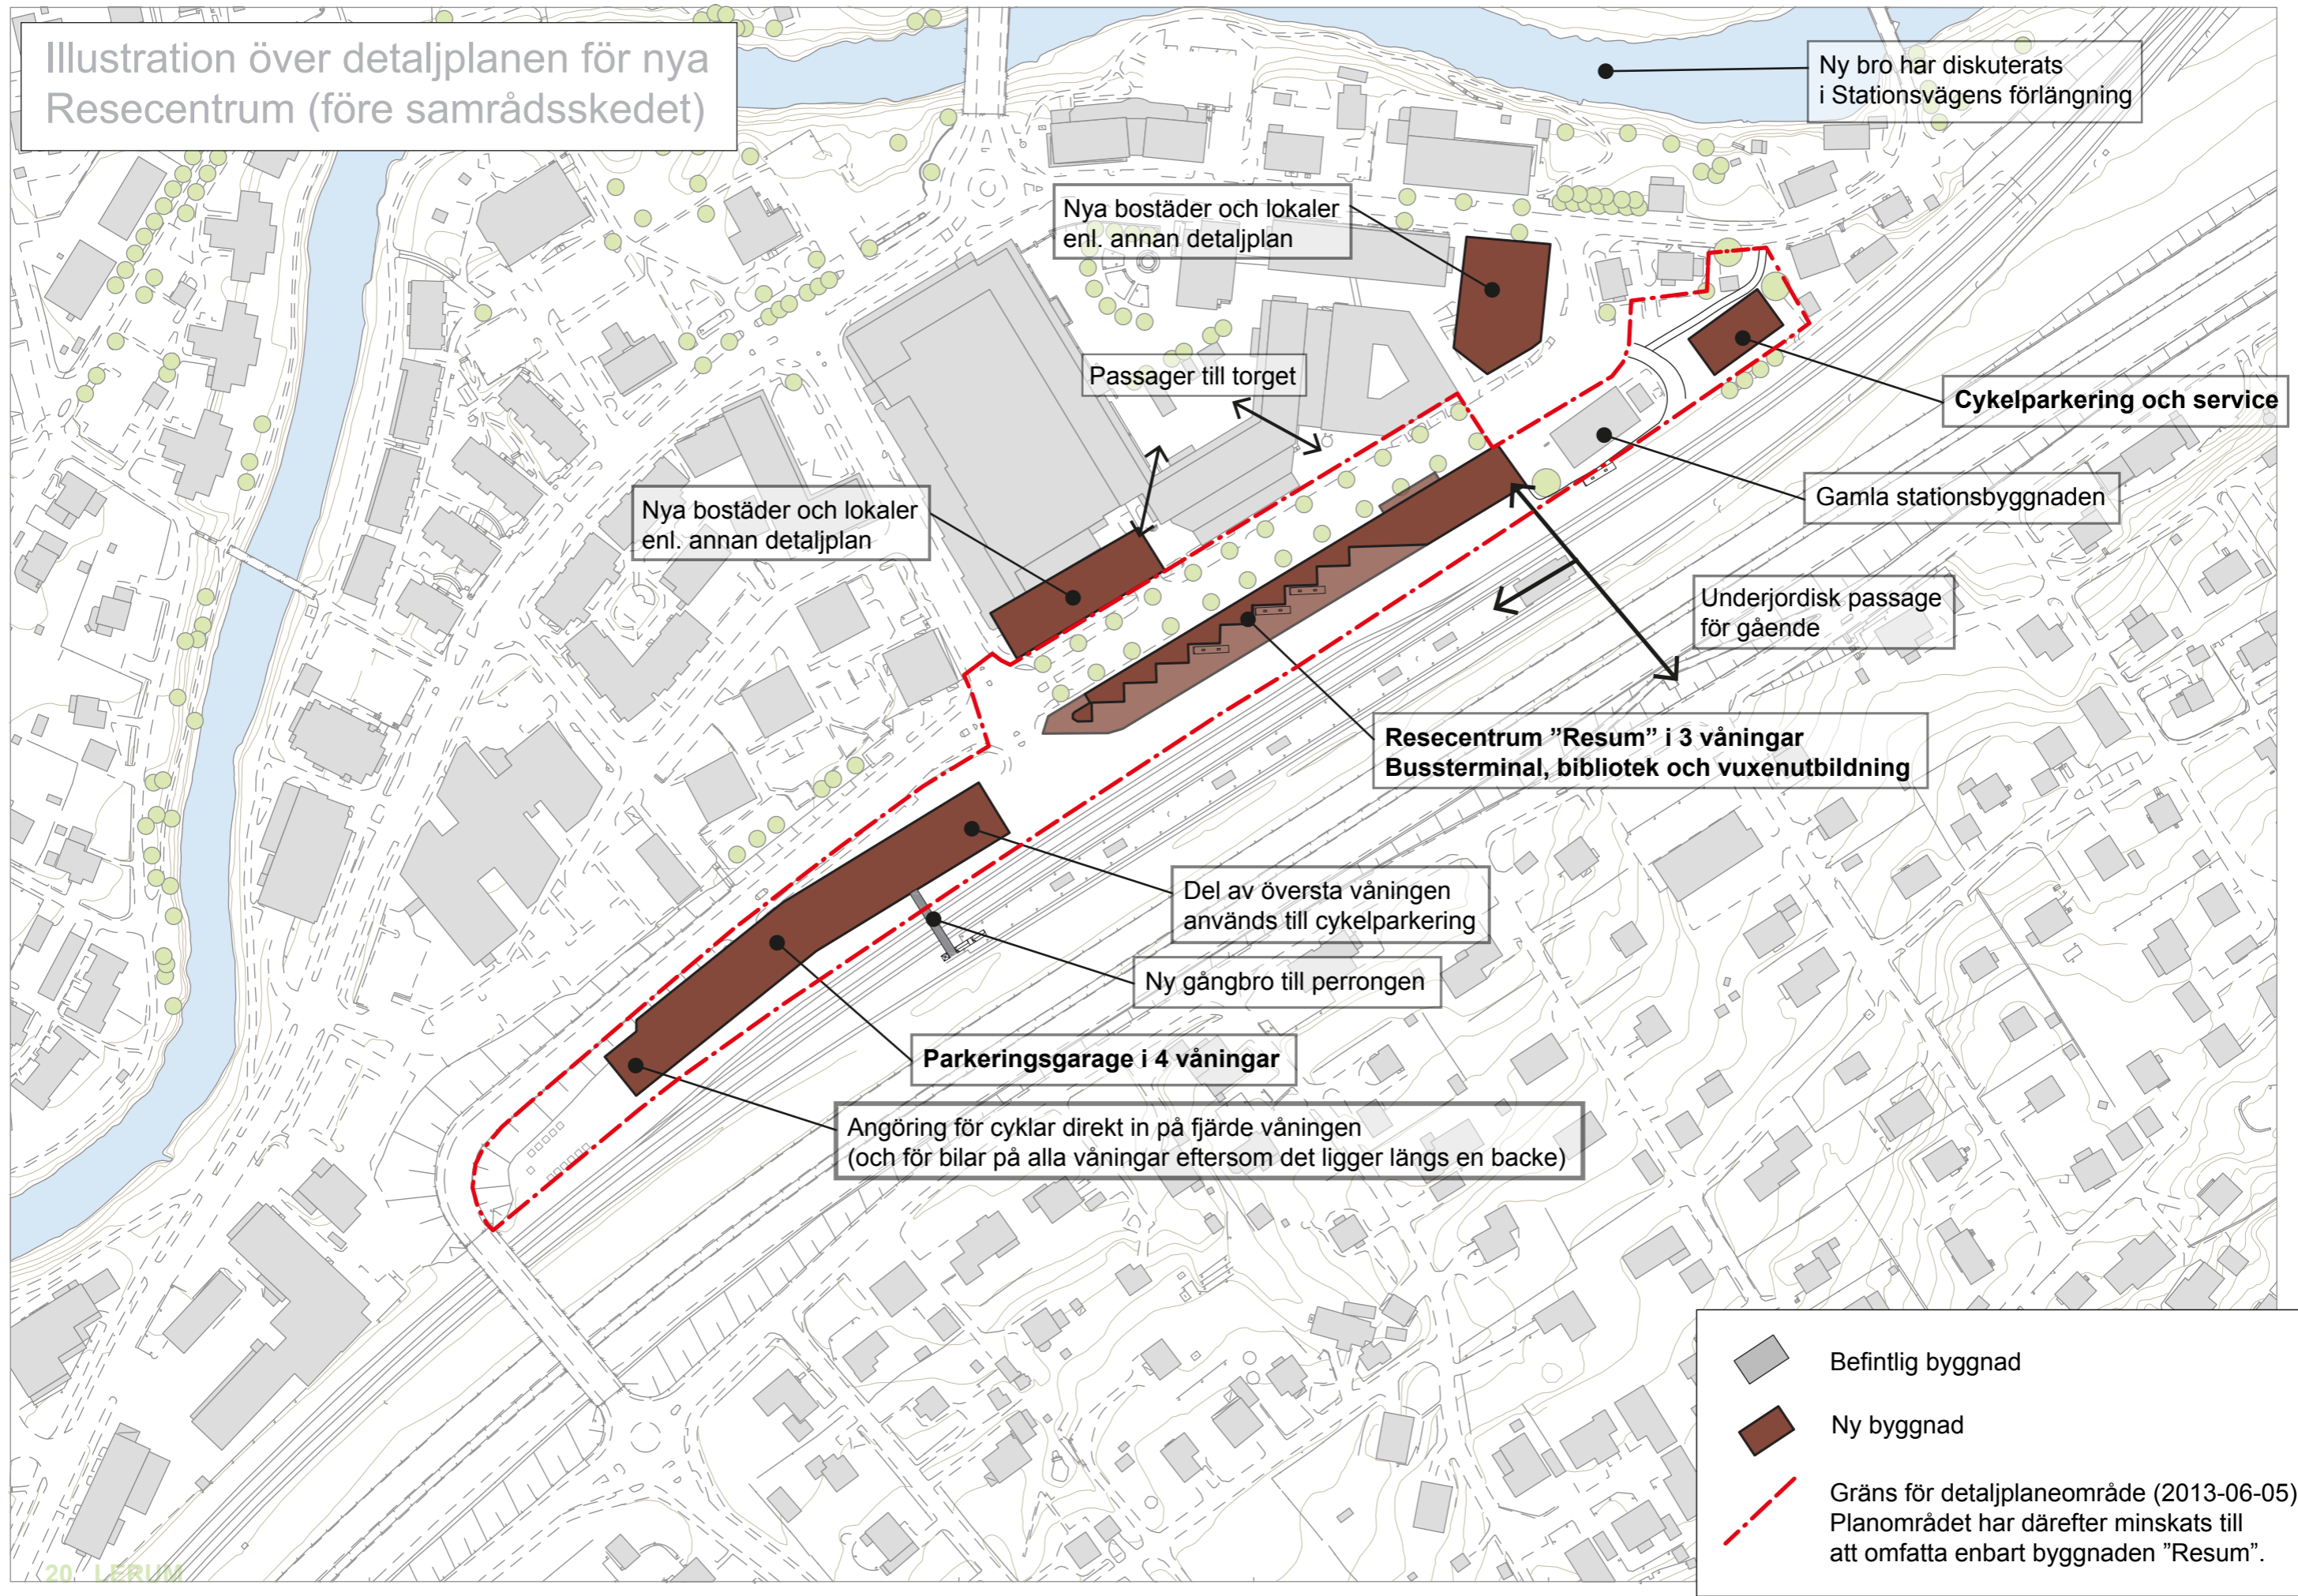 Illustration över detaljplanen för nya
Resecentrum (före samrådsskedet)
Ny bro har diskuterats
i Stationsvägens förlängning
Nya bostäder och lokaler
enl. annan detaljplan
Passager till torget
Cykelparkering och service
Gamla stationsbyggnaden
Nya bostäder och lokaler
enl. annan detaljplan
Underjordisk passage
för gående
Resecentrum ”Resum” i 3 våningar
Bussterminal, bibliotek och vuxenutbildning
Del av översta våningen
används till cykelparkering
Ny gångbro till perrongen
Parkeringsgarage i 4 våningar
Angöring för cyklar direkt in på fjärde våningen
(och för bilar på alla våningar eftersom det ligger längs en backe)
Befintlig byggnad
Ny byggnad
Gräns för detaljplaneområde (2013-06-05)
Planområdet har därefter minskats till
att omfatta enbart byggnaden ”Resum”.
20 LERUM